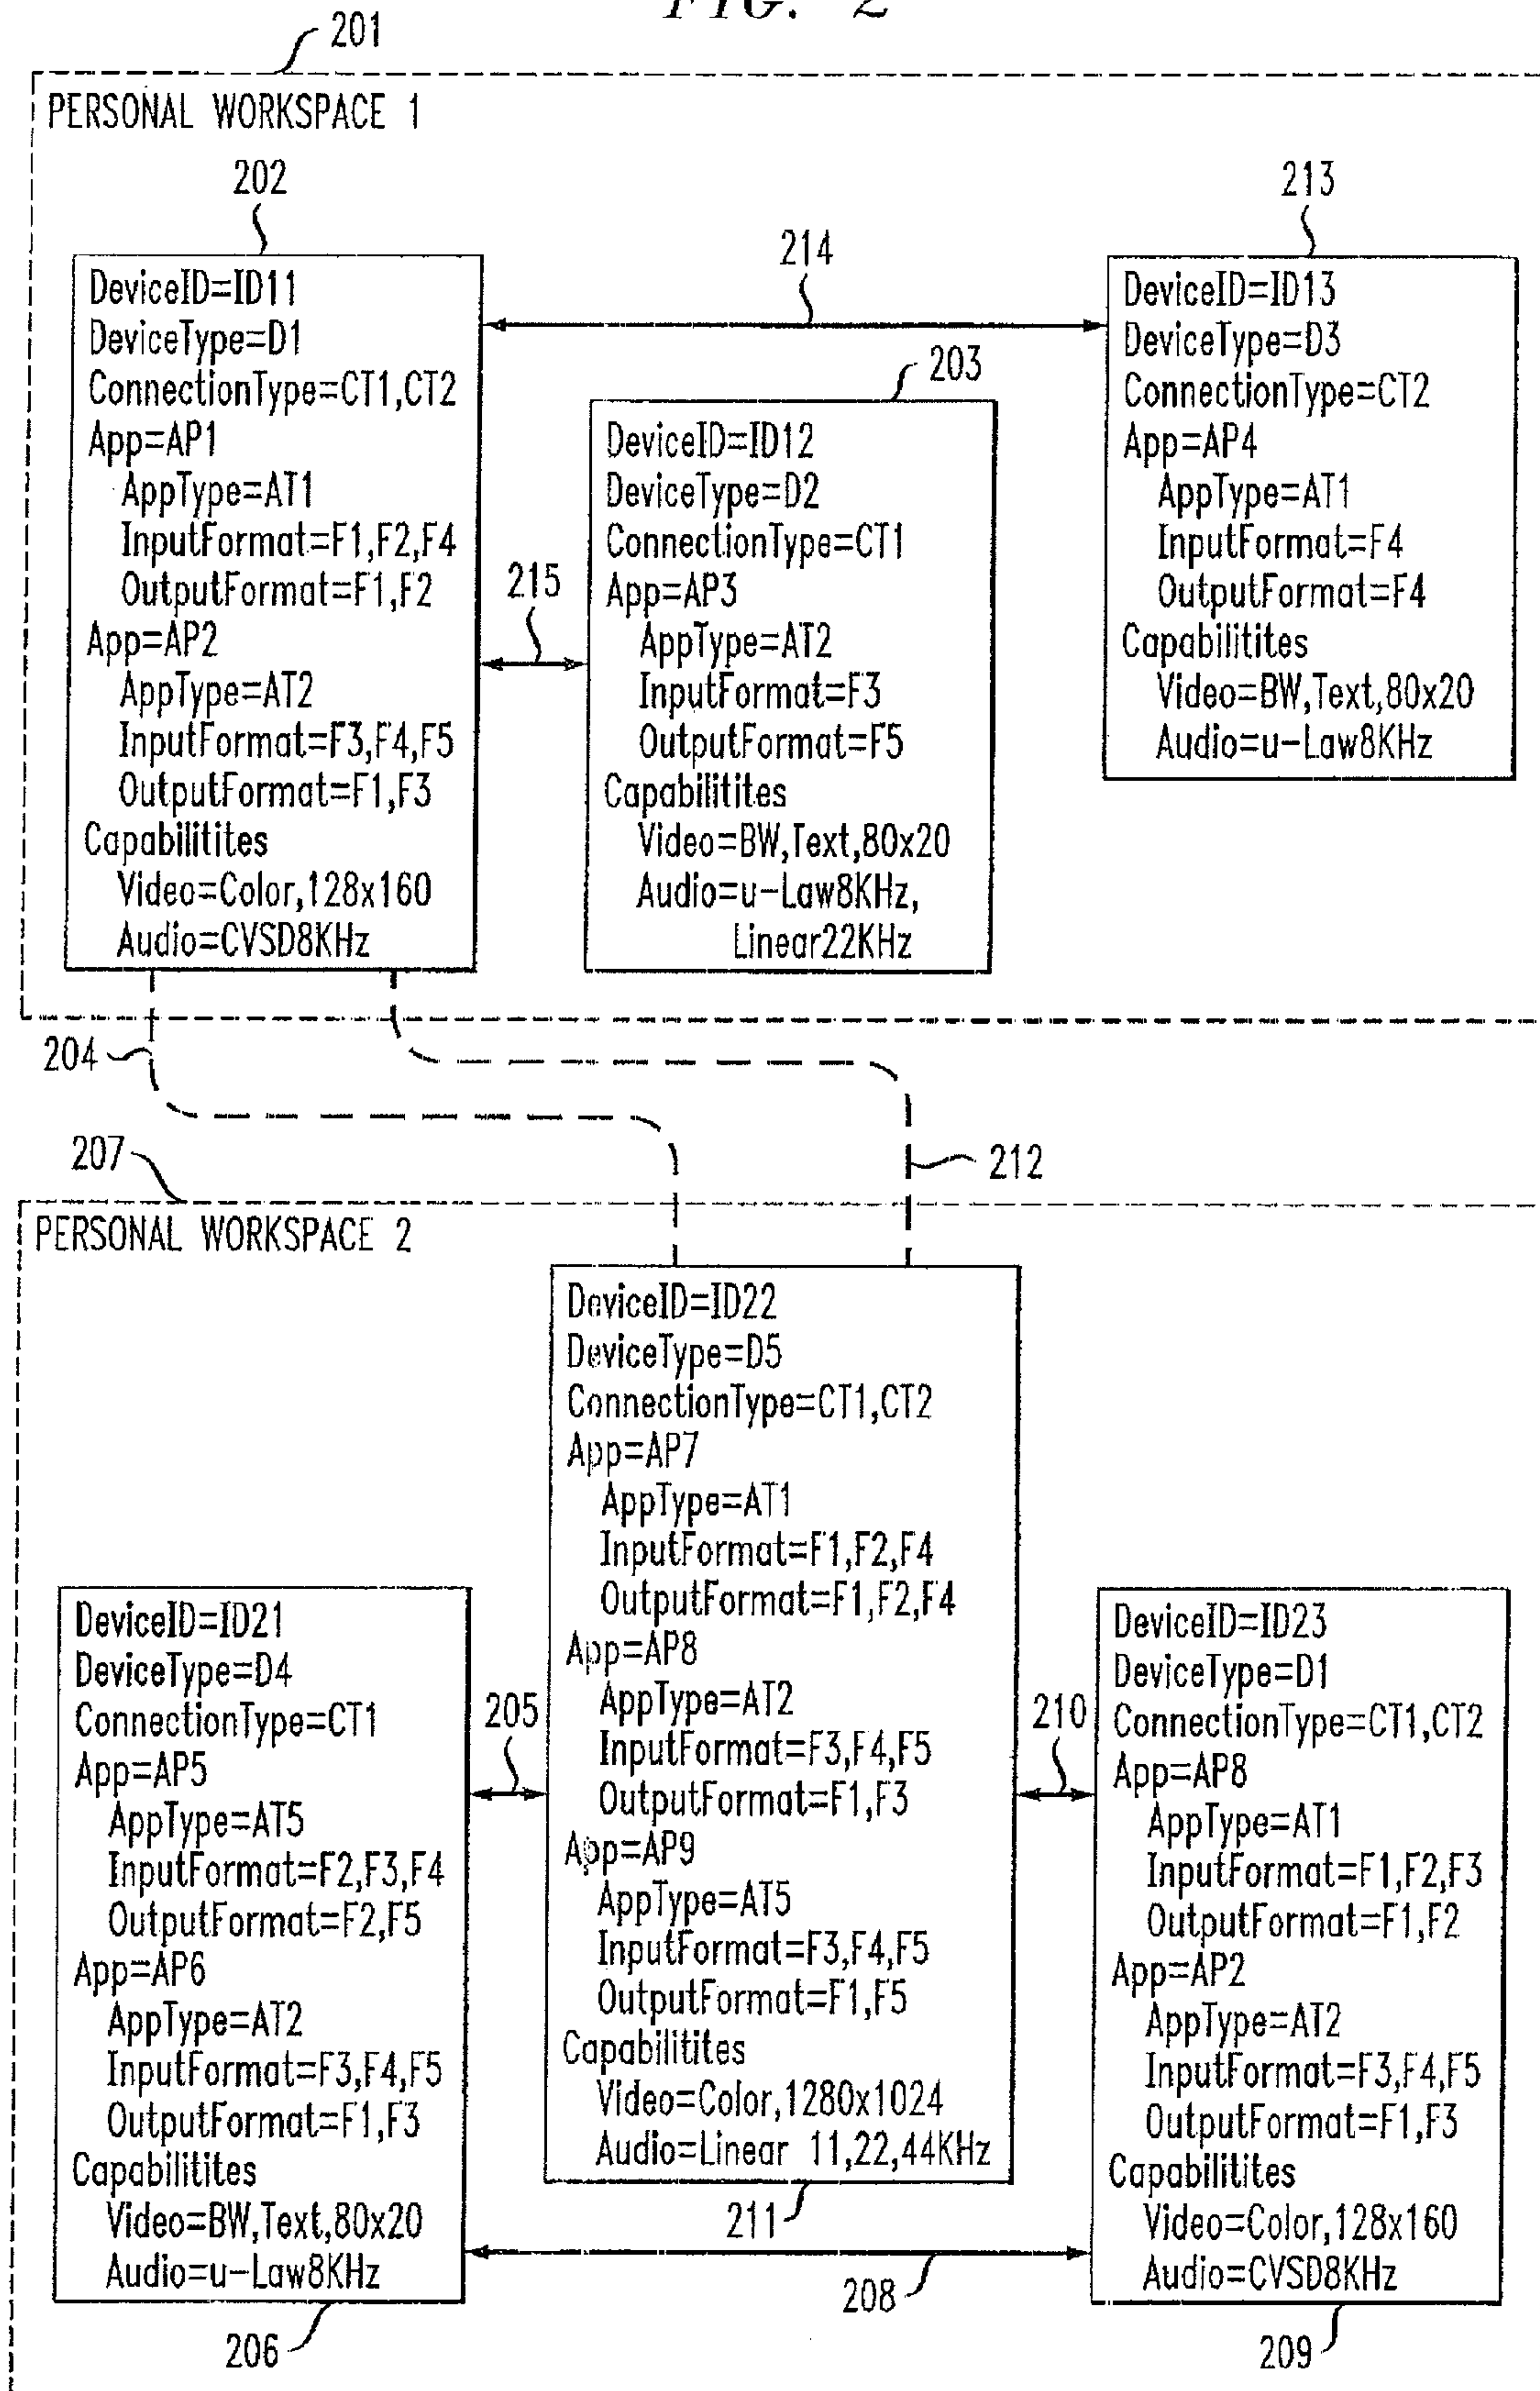 FIG. 2
201
PERSONAL WORKSPACE 1
202
DeviceID=ID11
DeviceType=D1
ConnectionType=CT1,CT2
App=AP1
AppType=AT1
InputFormat=F1,F2,F4
OutputFormat=F1,F2
App=AP2
AppType=AT2
InputFormat=F3,F4,F5
OutputFormat=F1,F3
Capabilitites
Video=Color,128x160
Audio=CVSD8KHz
214
215
203
DeviceID=ID12
DeviceType=D2
ConnectionType=CT1
App=AP3
AppType=AT2
InputFormat=F3
OutputFormat=F5
Capabilitites
Video=BW,Text,80x20
Audio=u-Law8KHz,
Linear22KHz
213
DeviceID=ID13
DeviceType=D3
ConnectionType=CT2
App=AP4
AppType=AT1
InputFormat=F4
OutputFormat=F4
Capabilitites
Video=BW,Text,80x20
Audio=u-Law8KHz
204
212
207
PERSONAL WORKSPACE 2
DeviceID=ID21
DeviceType=D4
ConnectionType=CT1
App=AP5
AppType=AT5
InputFormat=F2,F3,F4
OutputFormat=F2,F5
App=AP6
AppType=AT2
InputFormat=F3,F4,F5
OutputFormat=F1,F3
Capabilitites
Video=BW,Text,80x20
Audio=u-Law8KHz
206
205
DeviceID=ID22
DeviceType=D5
ConnectionType=CT1,CT2
App=AP7
AppType=AT1
InputFormat=F1,F2,F4
OutputFormat=F1,F2,F4
App=AP8
AppType=AT2
InputFormat=F3,F4,F5
OutputFormat=F1,F3
App=AP9
AppType=AT5
InputFormat=F3,F4,F5
OutputFormat=F1,F5
Capabilitites
Video=Color,1280x1024
Audio=Linear 11,22,44KHz
211
210
208
DeviceID=ID23
DeviceType=D1
ConnectionType=CT1,CT2
App=AP8
AppType=AT1
InputFormat=F1,F2,F3
OutputFormat=F1,F2
App=AP2
AppType=AT2
InputFormat=F3,F4,F5
OutputFormat=F1,F3
Capabilitites
Video=Color,128x160
Audio=CVSD8KHz
209